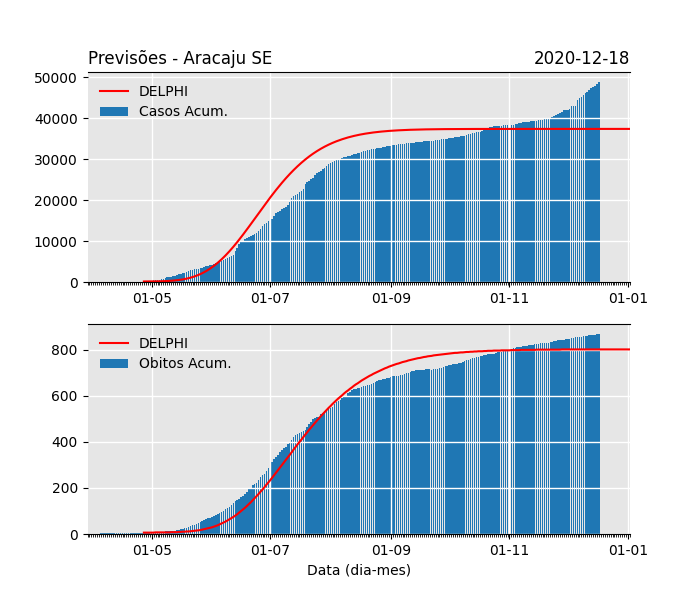 Previsões - Aracaju SE 2020-12-18
50000
40000
30000
20000
10000
0
DELPHI
Casos Acum.
01-05 01-07 01-09 01-11 01-01
800
600
400
200
0
DELPHI
Obitos Acum.
01-05 01-07 01-09 01-11 01-01
Data (dia-mes)